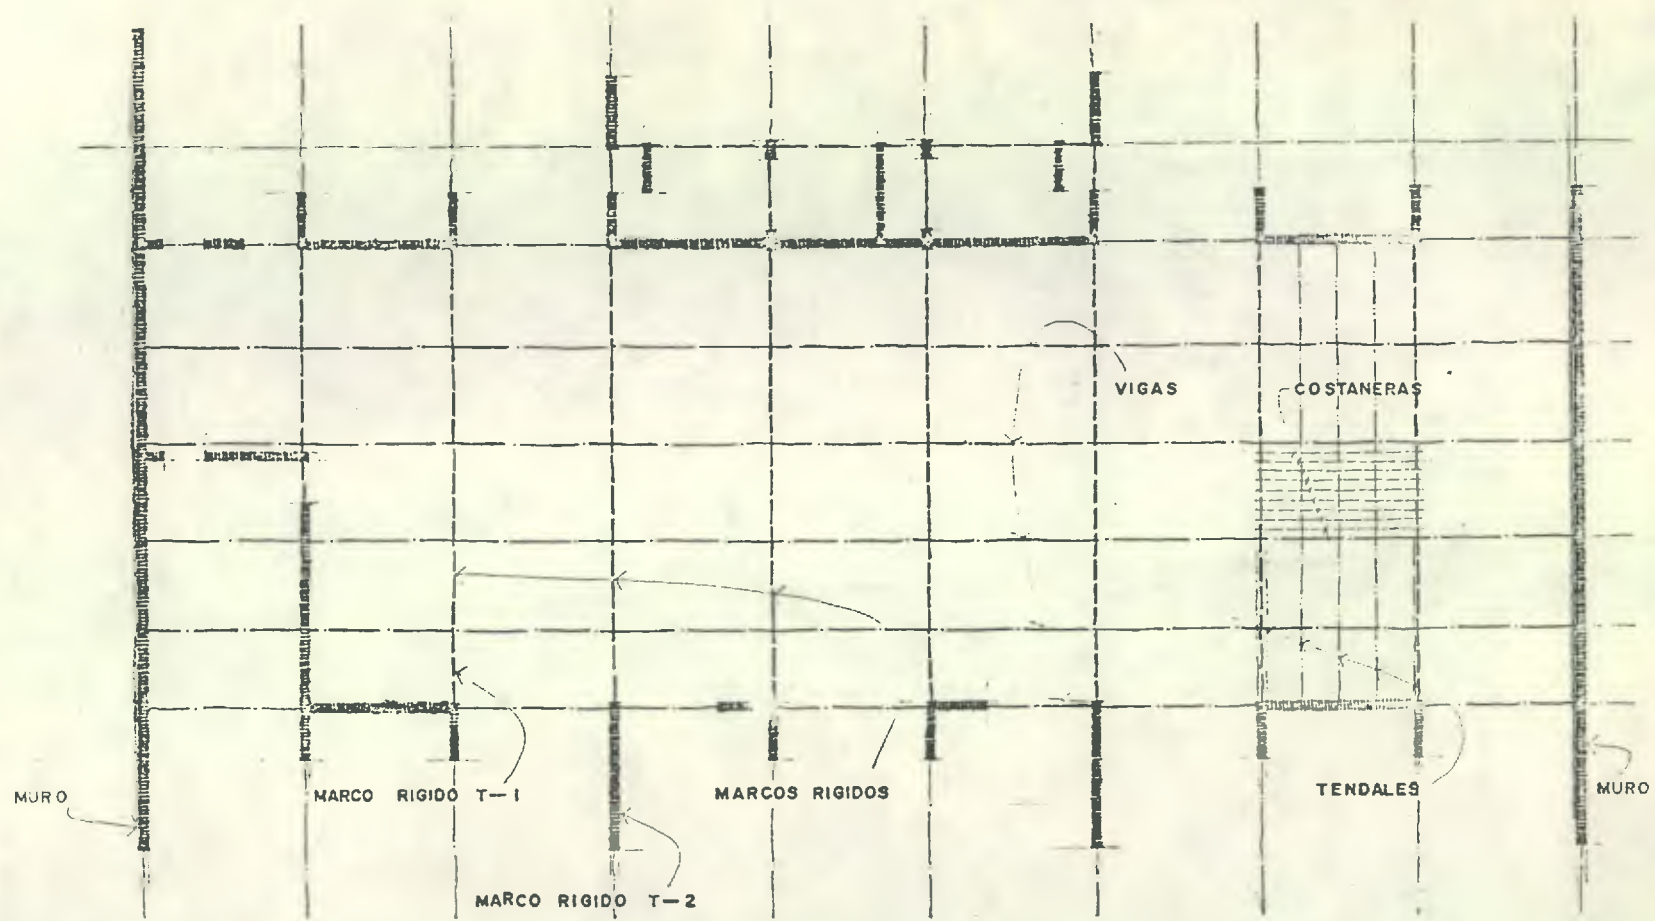 VIGAS
COSTANERAS
MURO
MARCO RIGIDO T-1
MARCOS RIGIDOS
TENDALES
MURO
MARCO RIGIDO T-2